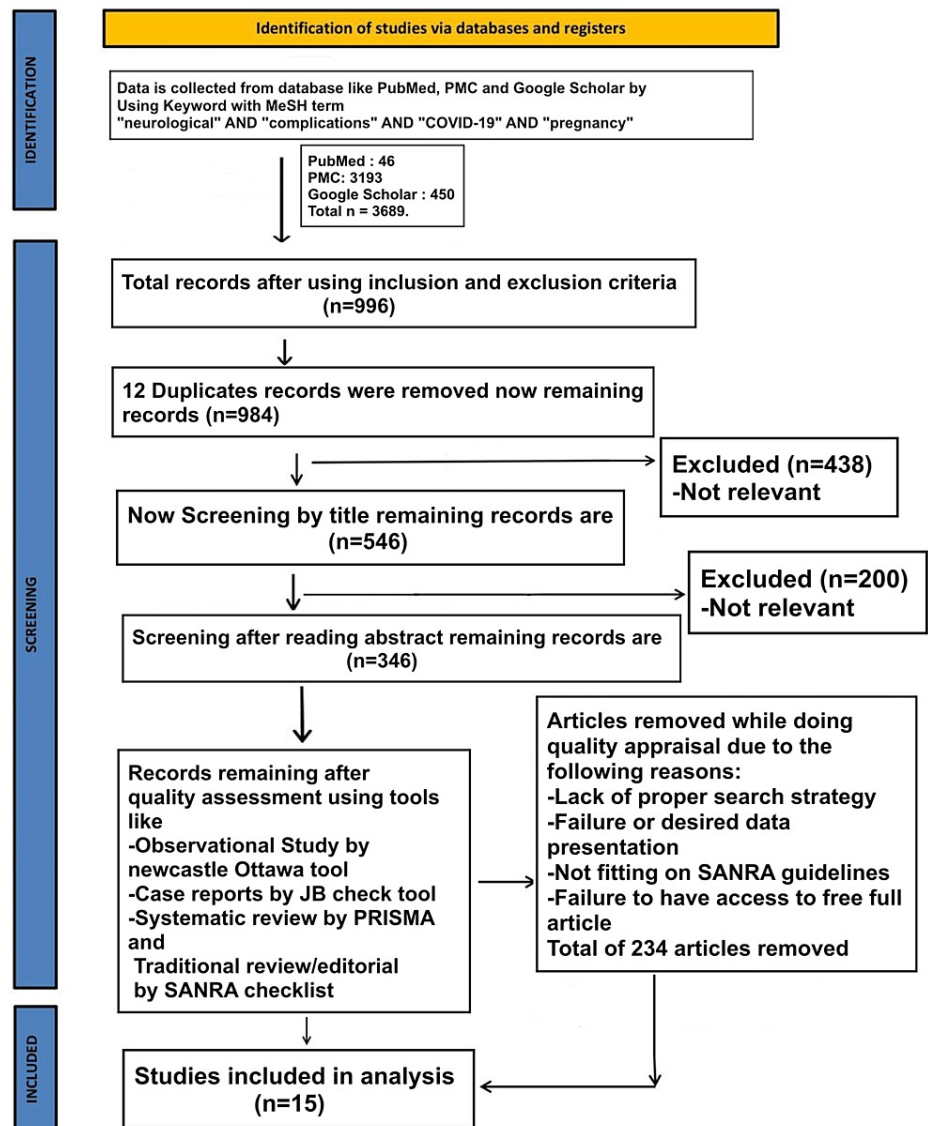 IDENTIFICATION
Identification of studies via databases and registers
Data is collected from database like PubMed, PMC and Google Scholar by
Using Keyword with MeSH term
"neurological" AND "complications" AND "COVID-19" AND "pregnancy"
PubMed : 46
PMC: 3193
Google Scholar : 450
Total n = 3689.
SCREENING
Total records after using inclusion and exclusion criteria
(n=996)
12 Duplicates records were removed now remaining
records (n=984)
Excluded (n=438)
-Not relevant
Now Screening by title remaining records are
(n=546)
Excluded (n=200)
-Not relevant
Screening after reading abstract remaining records are
(n=346)
Records remaining after
quality assessment using tools
like
-Observational Study by
newcastle Ottawa tool
-Case reports by JB check tool
-Systematic review by PRISMA
and
Traditional review/editorial
by SANRA checklist
Articles removed while doing
quality appraisal due to the
following reasons:
-Lack of proper search strategy
-Failure or desired data
presentation
-Not fitting on SANRA guidelines
-Failure to have access to free full
article
Total of 234 articles removed
INCLUDED
Studies included in analysis
(n=15)